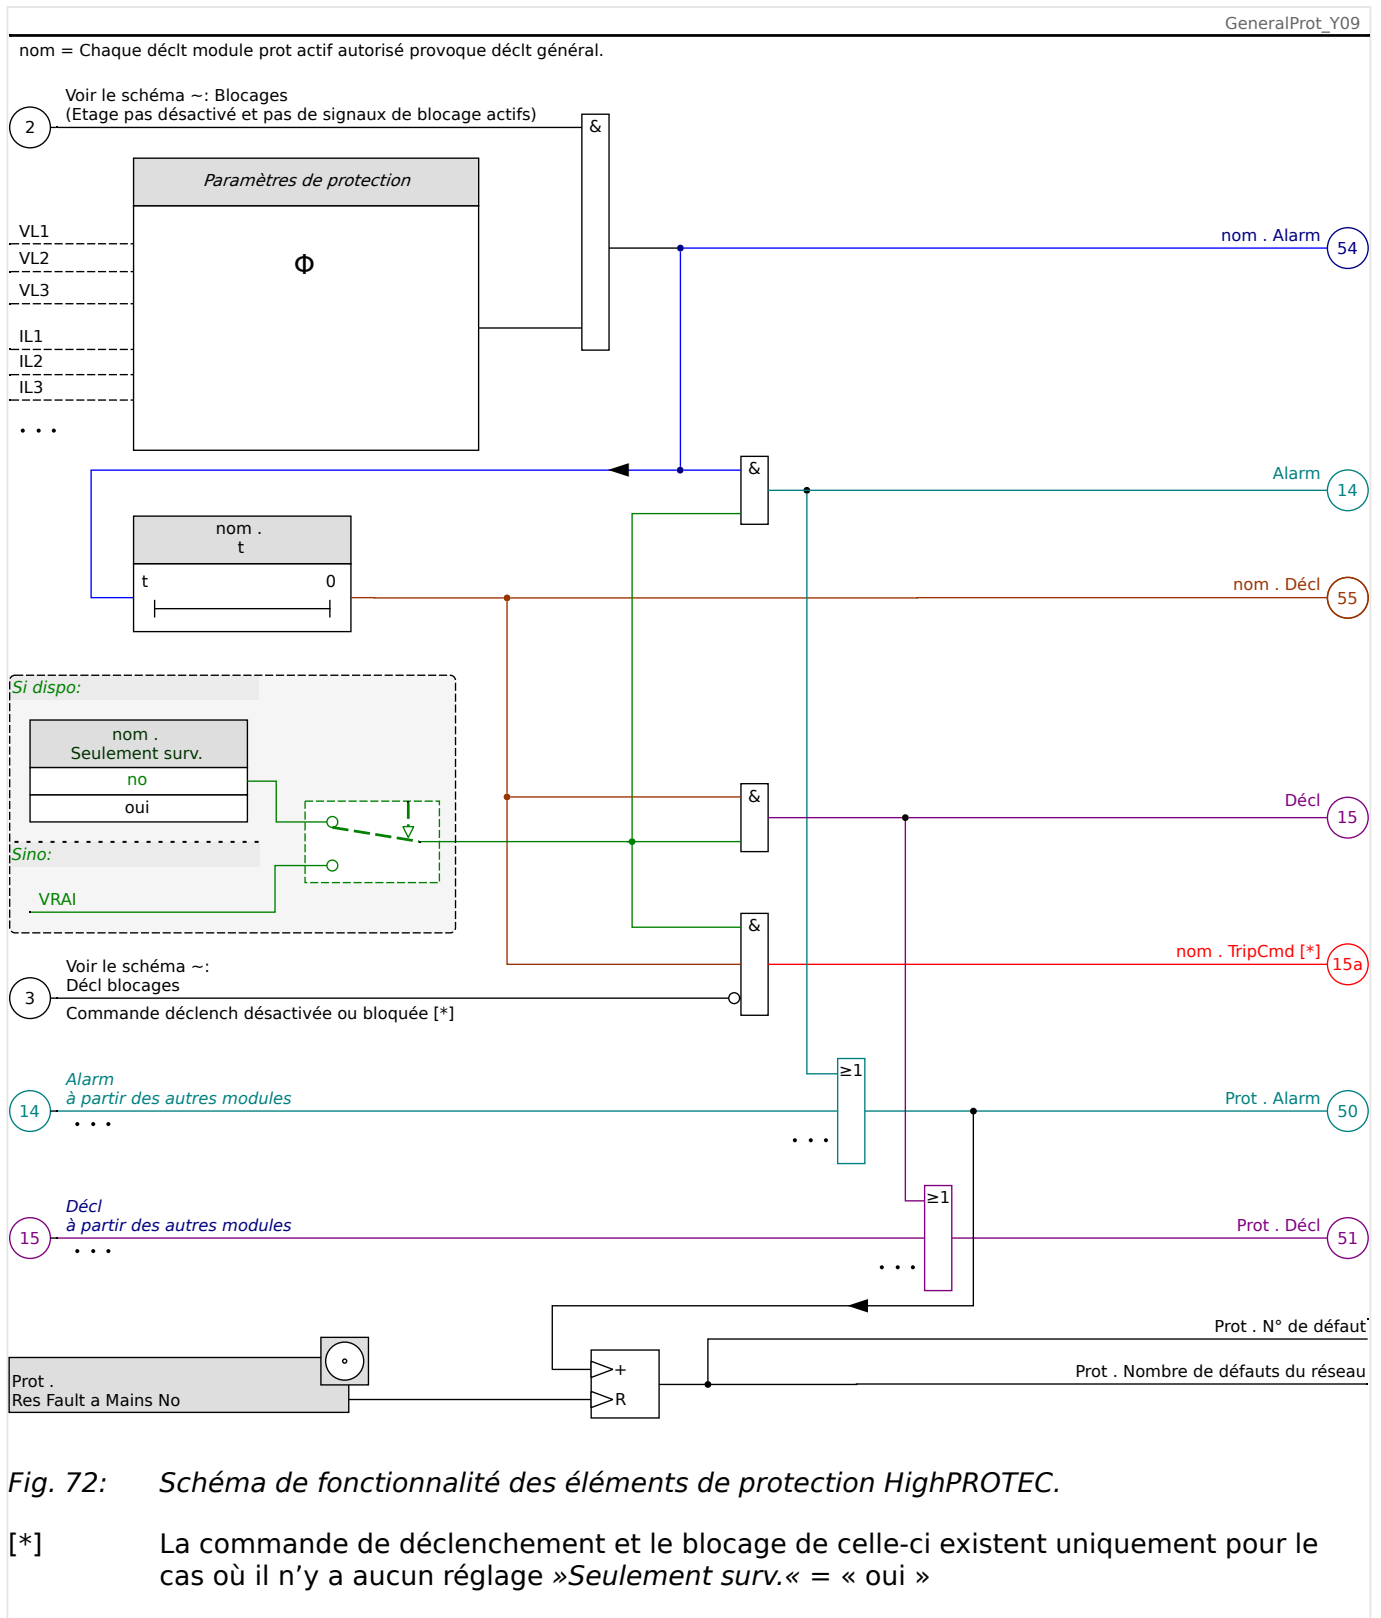 GeneralProt_Y09
nom = Chaque déclt module prot actif autorisé provoque déclt général.
Voir le schéma ~: Blocages
(Etage pas désactivé et pas de signaux de blocage actifs)
2
&
Paramètres de protection
VL1
VL2
VL3
Φ
IL1
IL2
IL3
. . .
nom . Alarm
54
&
Alarm
14
nom .
t
t 0
nom . Décl
55
Si dispo:
nom .
Seulement surv.
no
oui
Sino:
VRAI
&
Décl
15
&
nom . TripCmd [*]
15a
Voir le schéma ~:
Décl blocages
3
Commande déclench désactivée ou bloquée [*]
Alarm
à partir des autres modules
14
. . .
≥1
. . .
Prot . Alarm
50
Décl
à partir des autres modules
15
. . .
≥1
. . .
Prot . Décl
51
Prot . N° de défaut
Prot . Nombre de défauts du réseau
+
R
Prot .
Res Fault a Mains No
Fig. 72: Schéma de fonctionnalité des éléments de protection HighPROTEC.
[*] La commande de déclenchement et le blocage de celle-ci existent uniquement pour le
cas où il n’y a aucun réglage »Seulement surv.« = « oui »